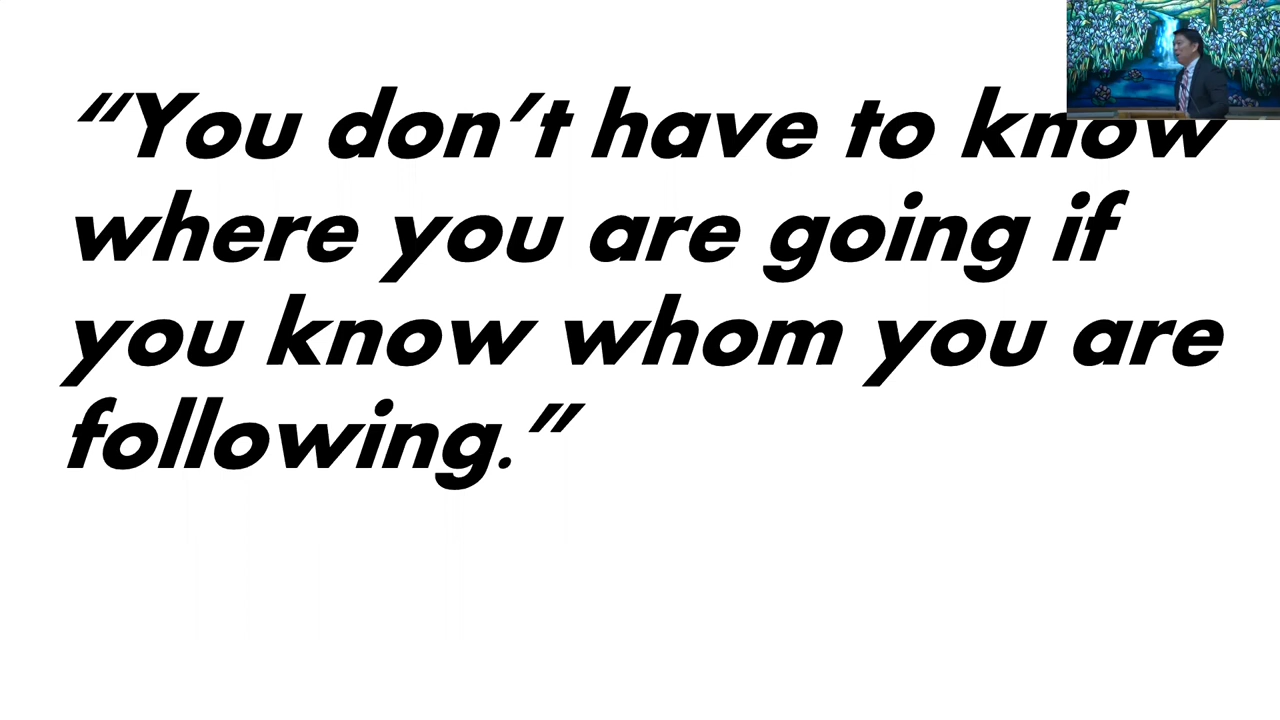 “You don’t have to know
where you are going if
you know whom you are
following.”